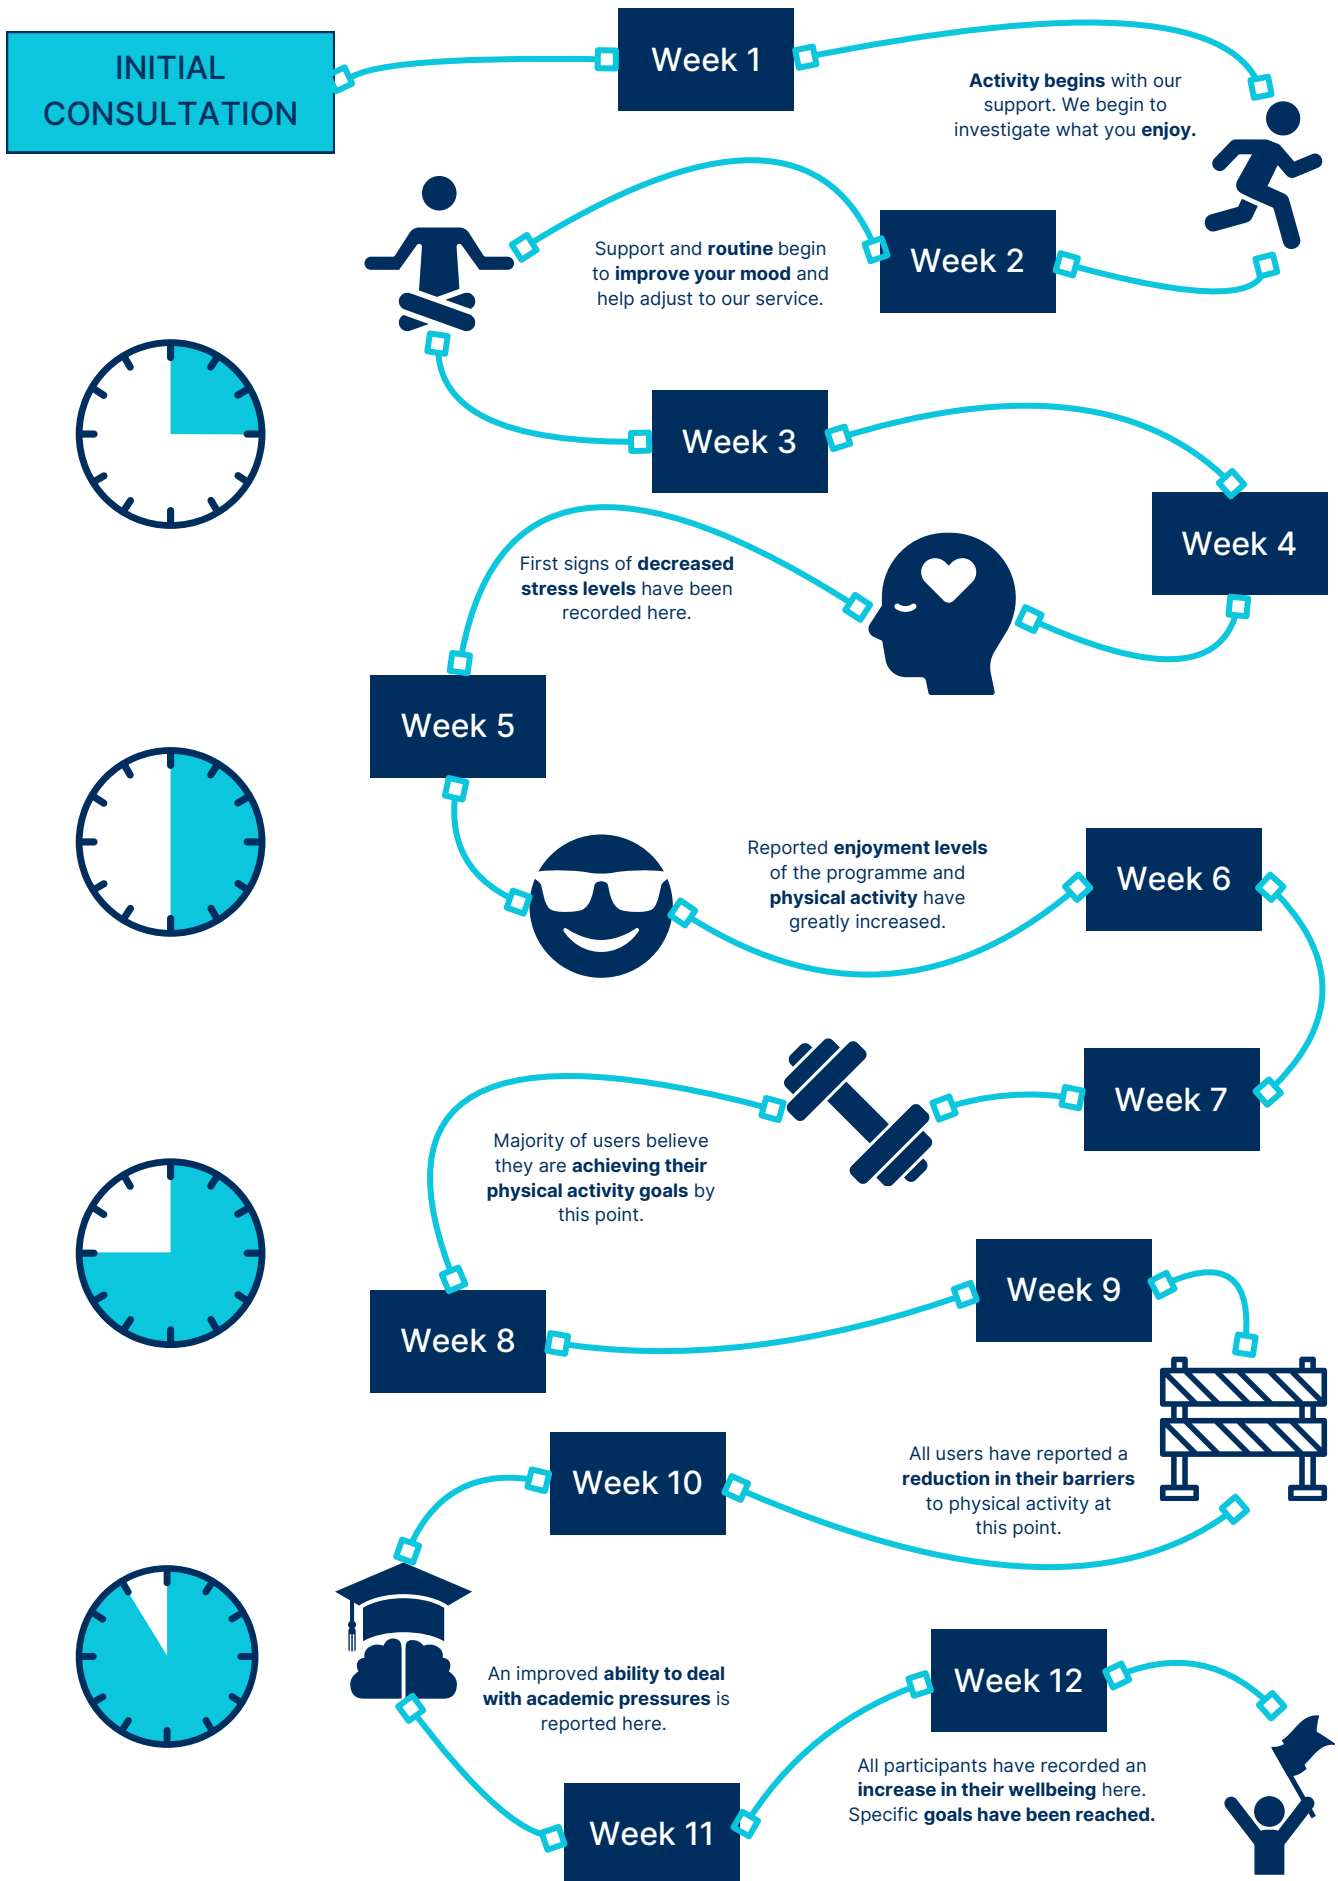 INITIAL
CONSULTATION
Week 1
Activity begins with our
support. We begin to
investigate what you enjoy.
Week 2
Support and routine begin
to improve your mood and
help adjust to our service.
Week 3
Week 4
First signs of decreased
stress levels have been
recorded here.
Week 5
Reported enjoyment levels
of the programme and
physical activity have
greatly increased.
Week 6
Week 7
Majority of users believe
they are achieving their
physical activity goals by
this point.
Week 8
Week 9
All users have reported a
reduction in their barriers
to physical activity at
this point.
Week 10
An improved ability to deal
with academic pressures is
reported here.
Week 11
Week 12
All participants have recorded an
increase in their wellbeing here.
Specific goals have been reached.